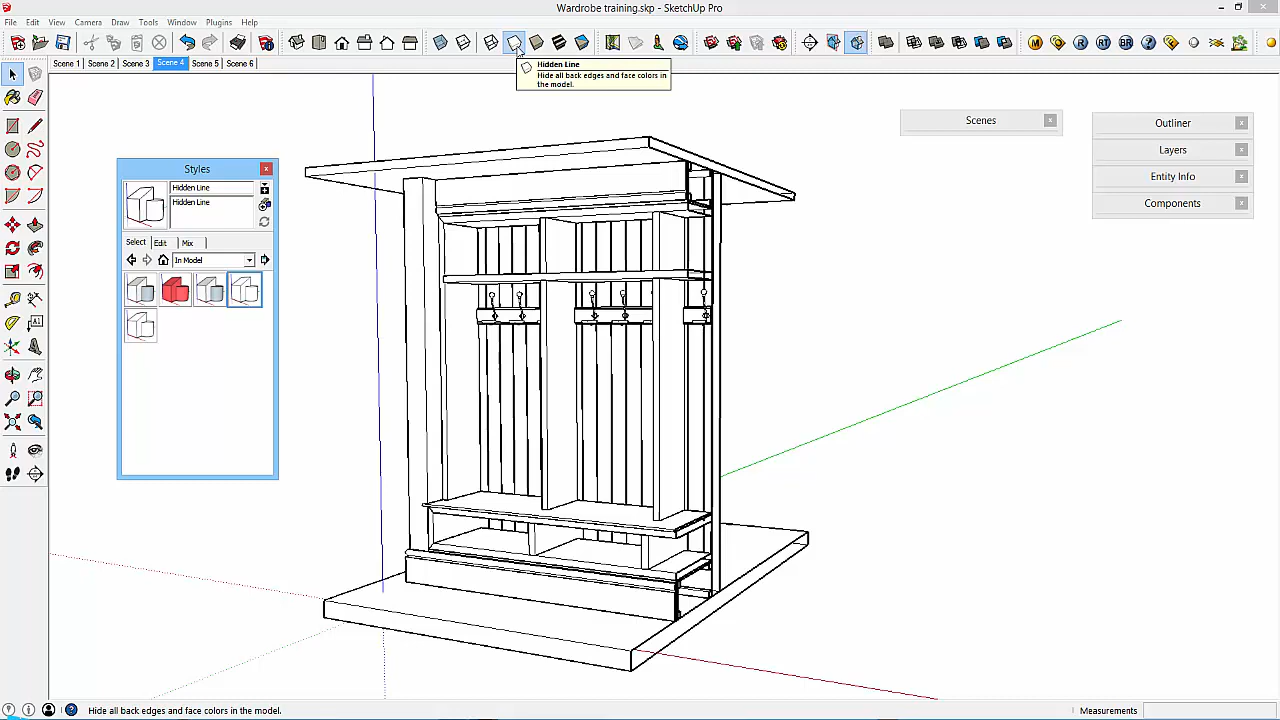 Wardrobe training.skp - SketchUp Pro
File Edit View Camera Draw Tools Window Plugins Help
M O R RT BR
Scene 1 Scene 2 Scene 3 Scene 4 Scene 5 Scene 6
Hidden Line
Hide all back edges and face colors in
the model.
Scenes
Outliner
Layers
Entity Info
Components
Styles
Hidden Line
Hidden Line
Select Edit Mix
In Model
Hide all back edges and face colors in the model.
Measurements